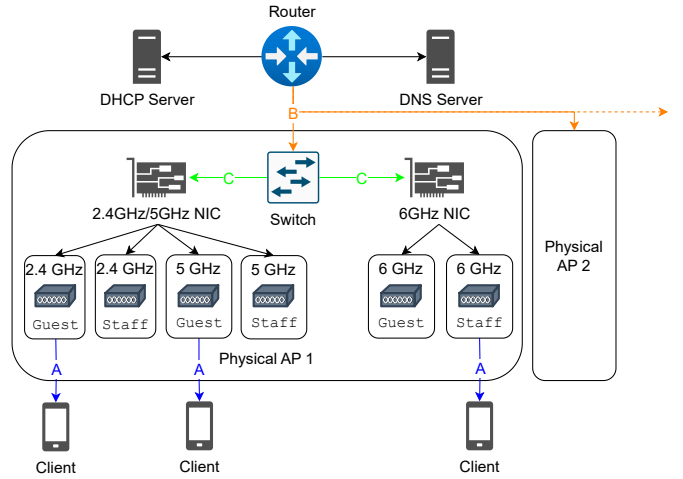 Router
DHCP Server
DNS Server
B
C
C
2.4GHz/5GHz NIC
Switch
6GHz NIC
2.4 GHz
2.4 GHz
5 GHz
5 GHz
6 GHz
6 GHz
Guest
Staff
Guest
Staff
Guest
Staff
Physical
AP 2
Physical AP 1
A
A
A
Client
Client
Client